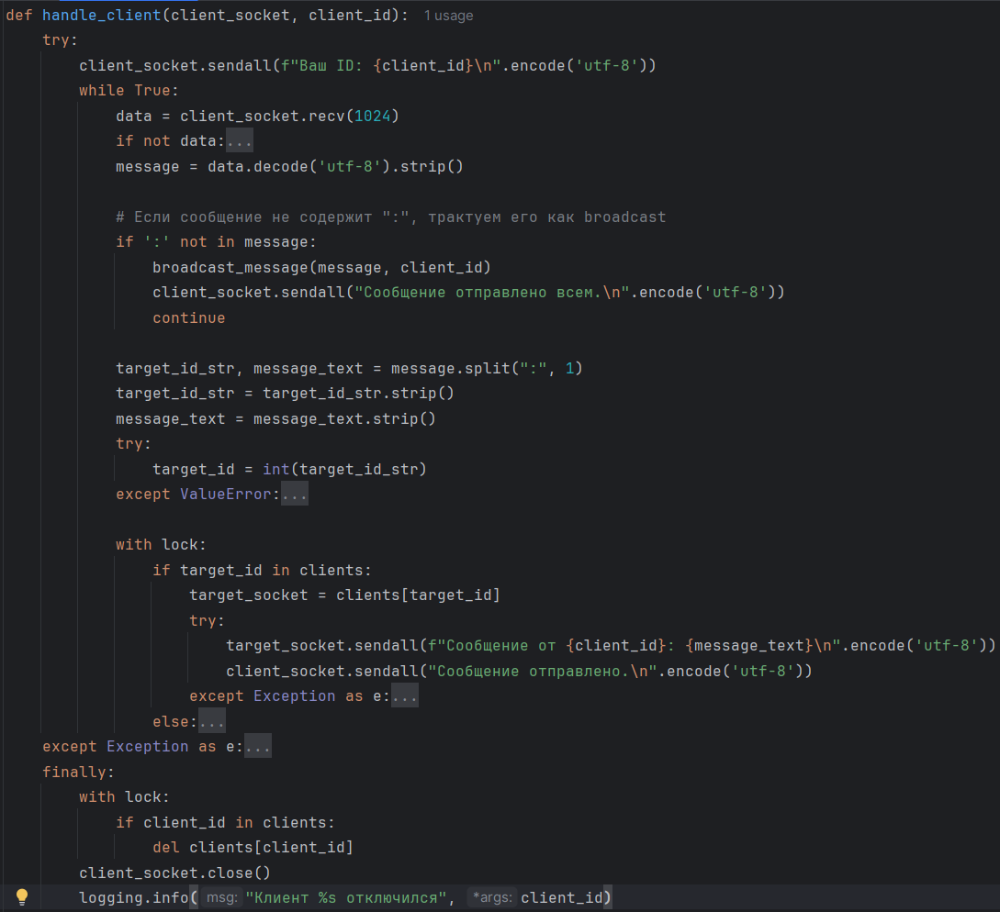 def handle_client(client_socket, client_id): 1 usage
    try:
        client_socket.sendall(f"Ваш ID: {client_id}\n".encode('utf-8'))
        while True:
            data = client_socket.recv(1024)
            if not data:...
            message = data.decode('utf-8').strip()

            # Если сообщение не содержит ":", трактуем его как broadcast
            if ':' not in message:
                broadcast_message(message, client_id)
                client_socket.sendall("Сообщение отправлено всем.\n".encode('utf-8'))
                continue

            target_id_str, message_text = message.split(":", 1)
            target_id_str = target_id_str.strip()
            message_text = message_text.strip()
            try:
                target_id = int(target_id_str)
            except ValueError:...

            with lock:
                if target_id in clients:
                    target_socket = clients[target_id]
                    try:
                        target_socket.sendall(f"Сообщение от {client_id}: {message_text}\n".encode('utf-8'))
                        client_socket.sendall("Сообщение отправлено.\n".encode('utf-8'))
                    except Exception as e:...
                else:...
    except Exception as e:...
    finally:
        with lock:
            if client_id in clients:
                del clients[client_id]
        client_socket.close()
        logging.info( msg: "Клиент %s отключился", *args: client_id)